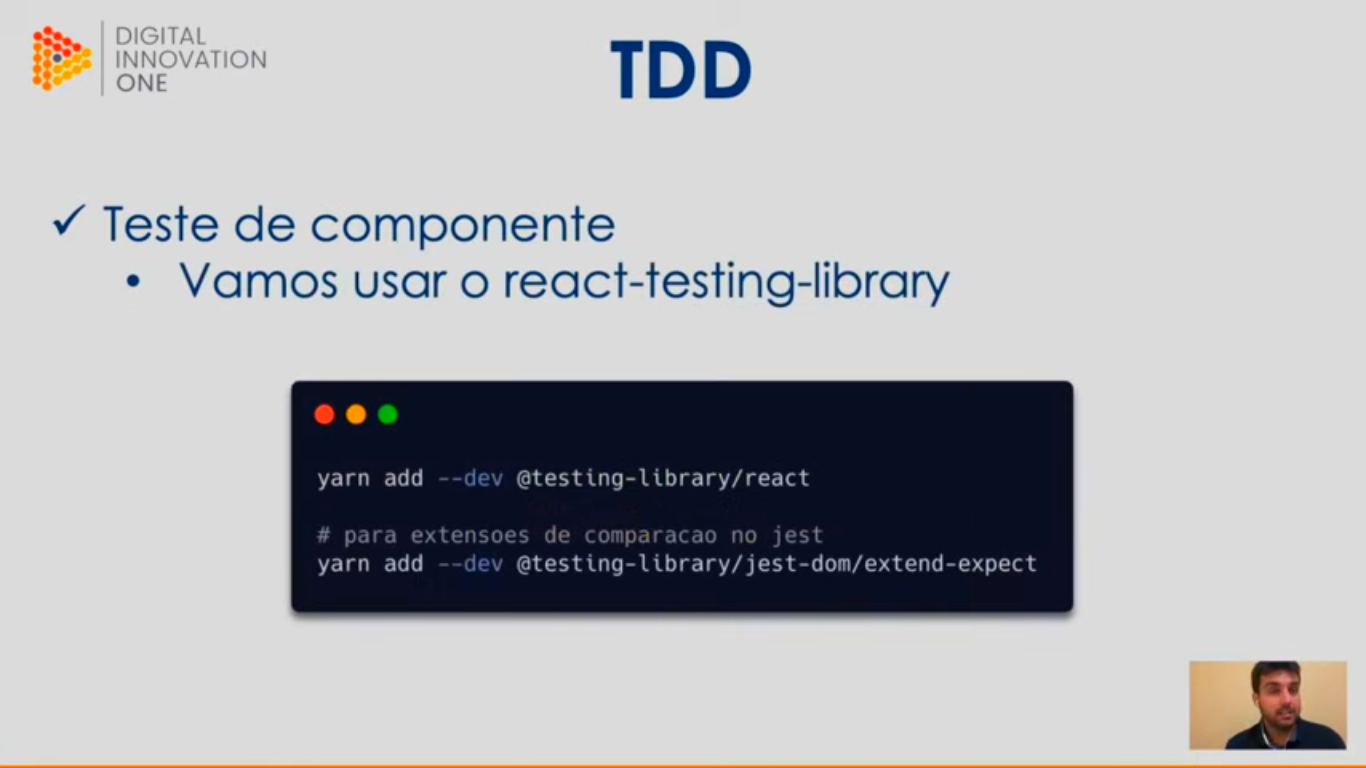 DIGITAL
INNOVATION
ONE
TDD
✓ Teste de componente
• Vamos usar o react-testing-library
yarn add --dev @testing-library/react
# para extensoes de comparacao no jest
yarn add --dev @testing-library/jest-dom/extend-expect